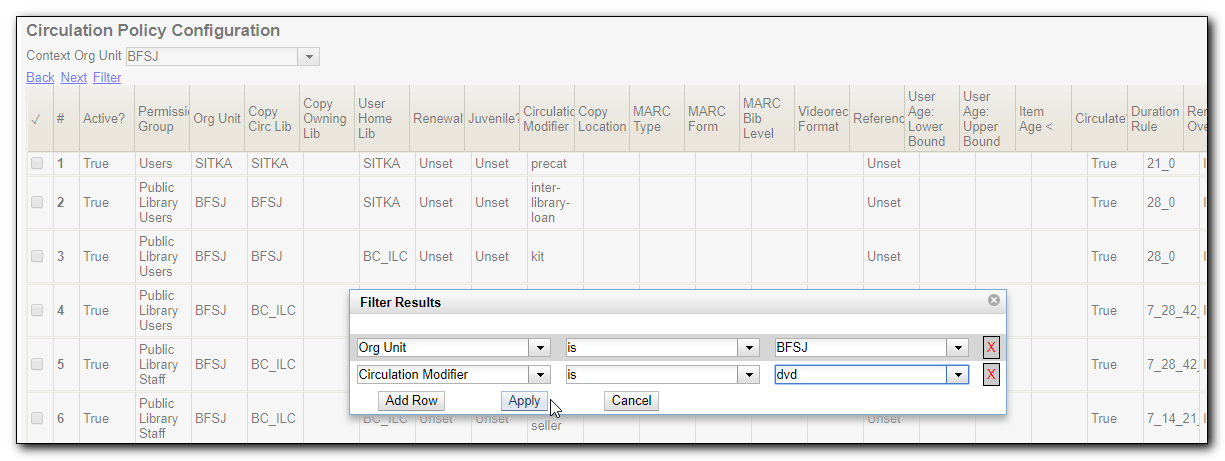 Circulation Policy Configuration
Context Org Unit BFSJ
Back Next Filter
✓ # Active? Permissi Group Org Unit Copy Circ Lib Copy Owning Lib User Home Lib Renewal Juvenile? Circulatio Modifier Copy Location MARC Type MARC Form MARC Bib Level Videorec Format Referenc User Age: Lower Bound User Age: Upper Bound Item Age < Circulate Duration Rule Ren Ove
1 True Users SITKA SITKA SITKA Unset Unset precat Unset True 21_0
2 True Public Library Users BFSJ BFSJ SITKA Unset Unset inter-library-loan Unset True 28_0
3 True Public Library Users BFSJ BFSJ BC_ILC Unset Unset kit Unset True 28_0
4 True Public Library Users BFSJ BC_ILC True 7_28_42_
5 True Public Library Staff BFSJ BC_ILC True 7_28_42_
6 True Public Library Staff BFSJ BC_ILC BC_ILC Unset Unset seller Unset True 7_14_21_
Filter Results
Org Unit is BFSJ X
Circulation Modifier is dvd X
Add Row Apply Cancel